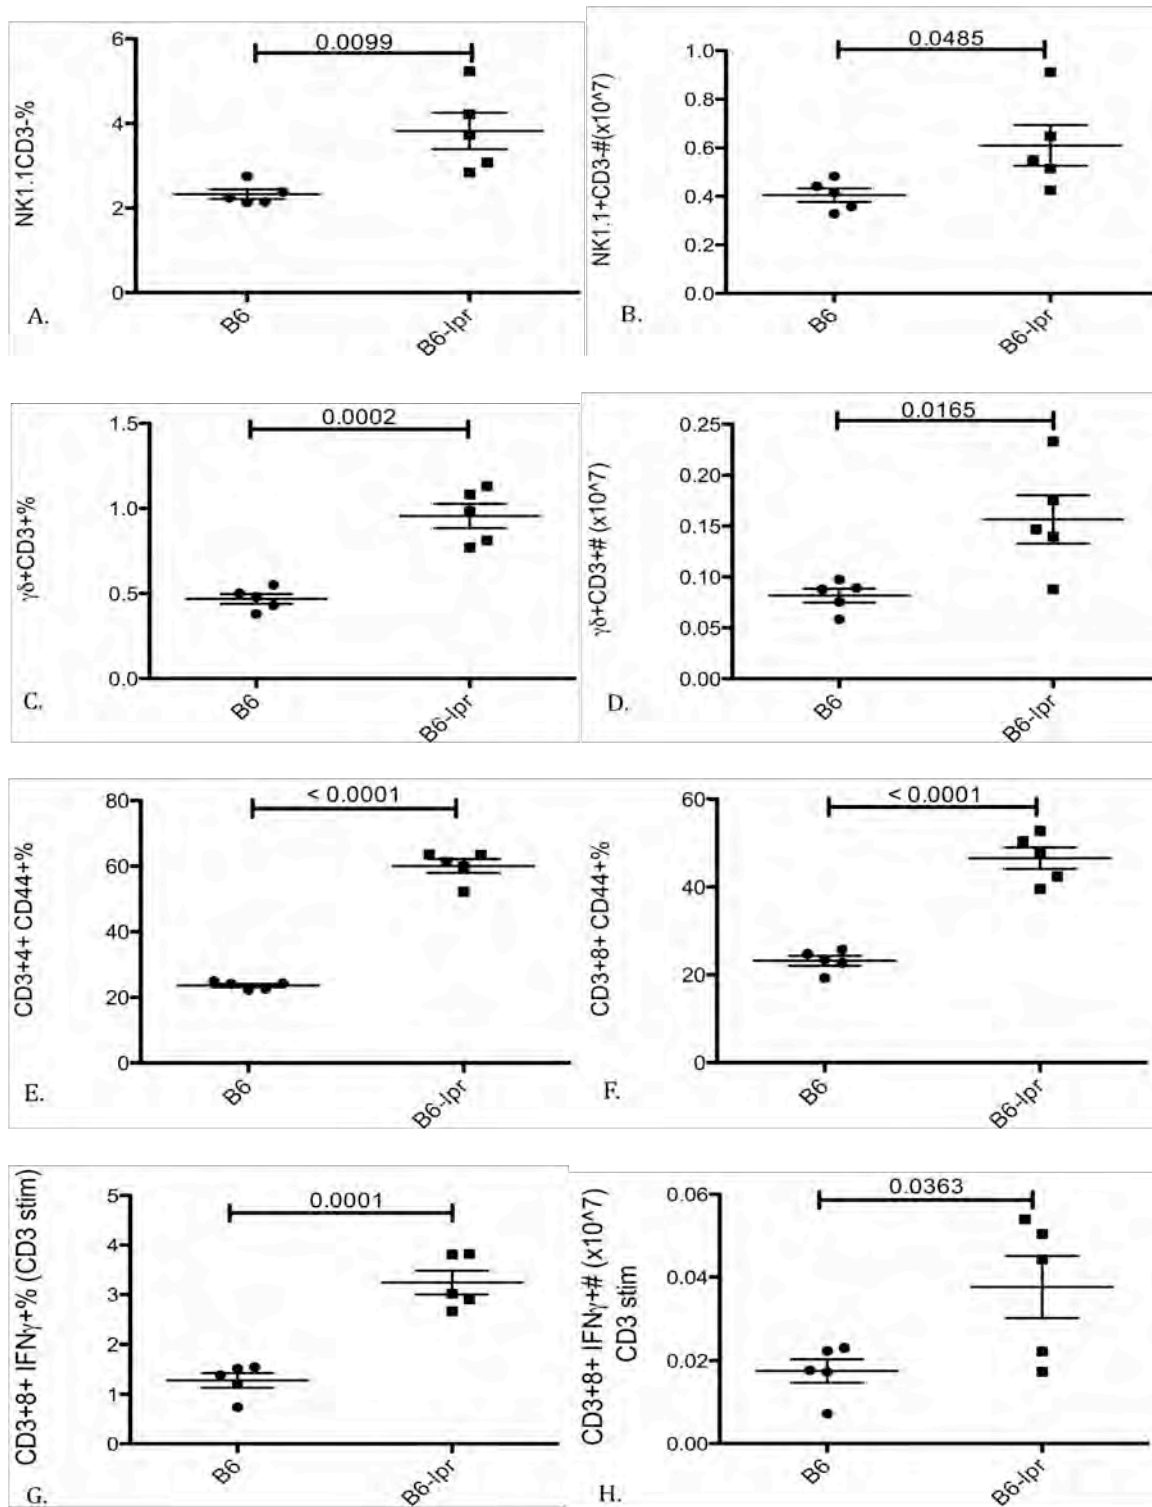 0.0099
NK1.1CD3-%
6
4
2
0
B6
B6-lpr
A.
0.0485
NK1.1+CD3-#(x10^7)
1.0
0.8
0.6
0.4
0.2
0.0
B6
B6-lpr
B.
0.0002
γδ+CD3+%
1.5
1.0
0.5
0.0
B6
B6-lpr
C.
0.0165
γδ+CD3+# (x10^7)
0.25
0.20
0.15
0.10
0.05
0.00
B6
B6-lpr
D.
< 0.0001
CD3+4+ CD44+%
80
60
40
20
0
B6
B6-lpr
E.
< 0.0001
CD3+8+ CD44+%
60
40
20
0
B6
B6-lpr
F.
0.0001
CD3+8+ IFNγ+% (CD3 stim)
5
4
3
2
1
0
B6
B6-lpr
G.
0.0363
CD3+8+ IFNγ+# (x10^7)
CD3 stim
0.06
0.04
0.02
0.00
B6
B6-lpr
H.